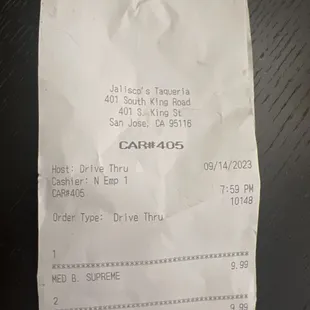 Jalisco's Taqueria
401 South King Road
401 S. King St
San Jose, CA 95116
CAR#405
Host: Drive Thru 09/14/2023
Cashier: N Emp 1
CAR#405 7:59 PM
10148
Order Type: Drive Thru
1
9.99
MED B. SUPREME
2
9.99